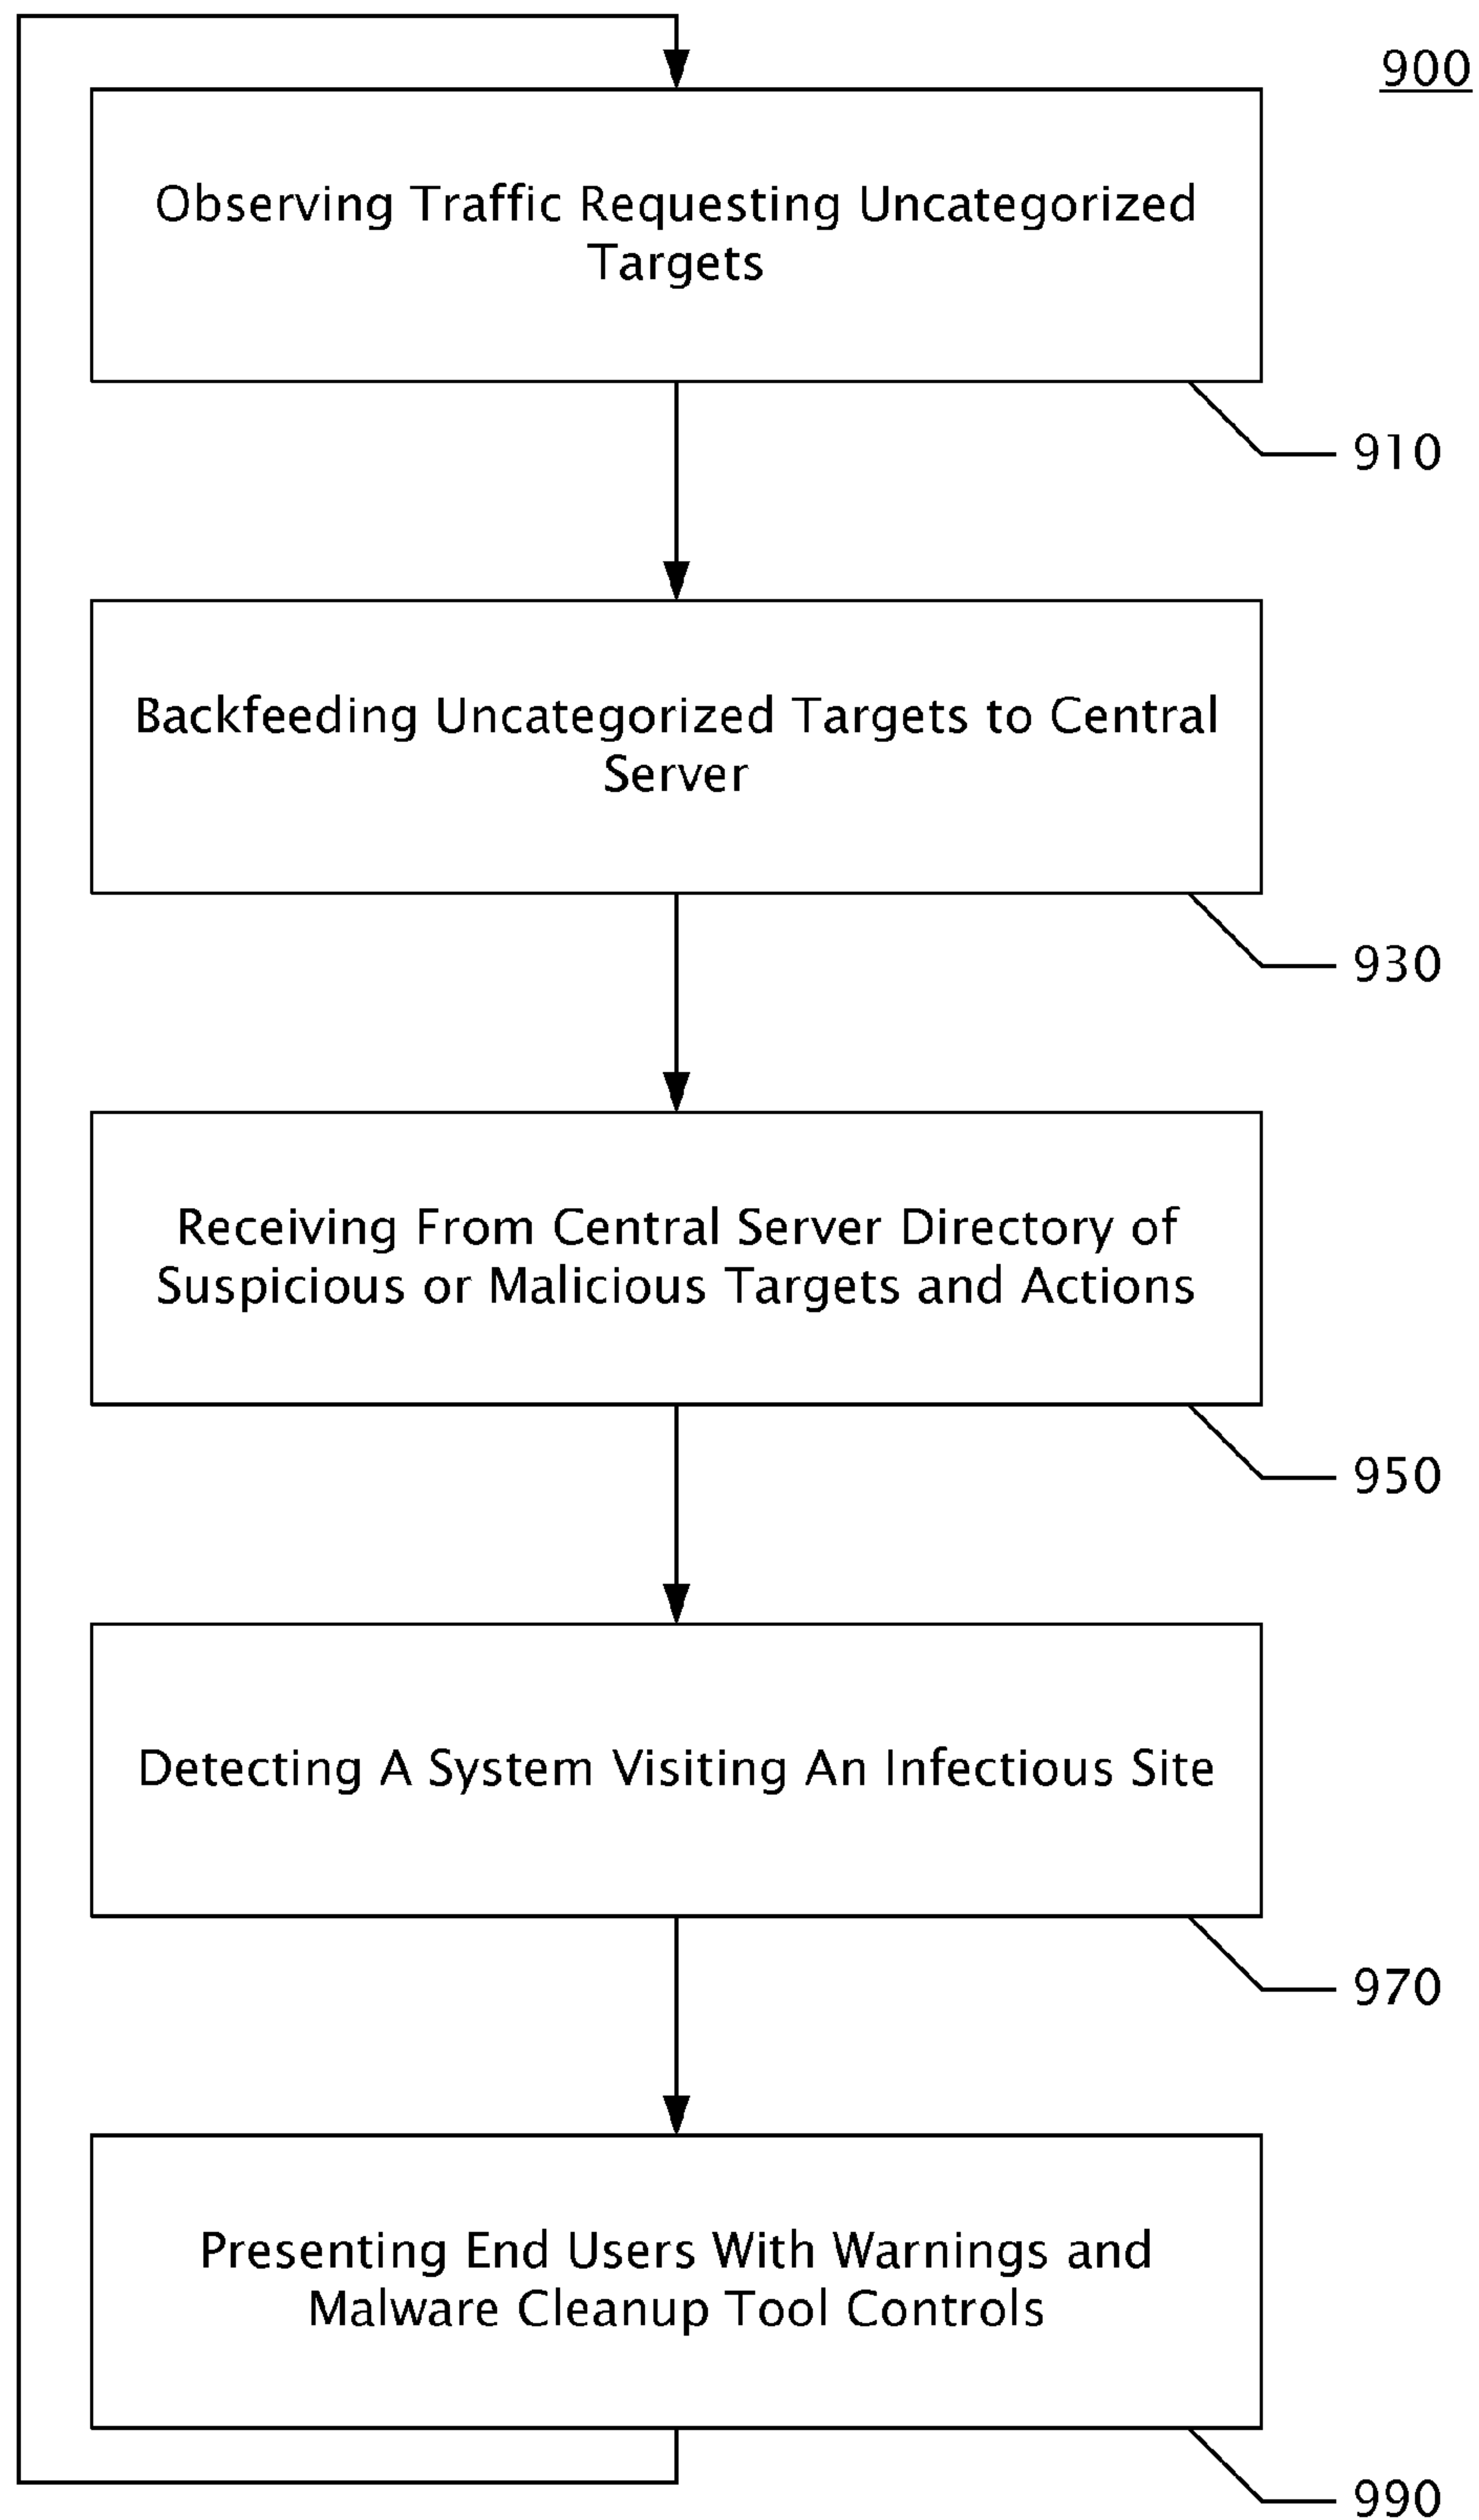 900
Observing Traffic Requesting Uncategorized
Targets
910
Backfeeding Uncategorized Targets to Central
Server
930
Receiving From Central Server Directory of
Suspicious or Malicious Targets and Actions
950
Detecting A System Visiting An Infectious Site
970
Presenting End Users With Warnings and
Malware Cleanup Tool Controls
990